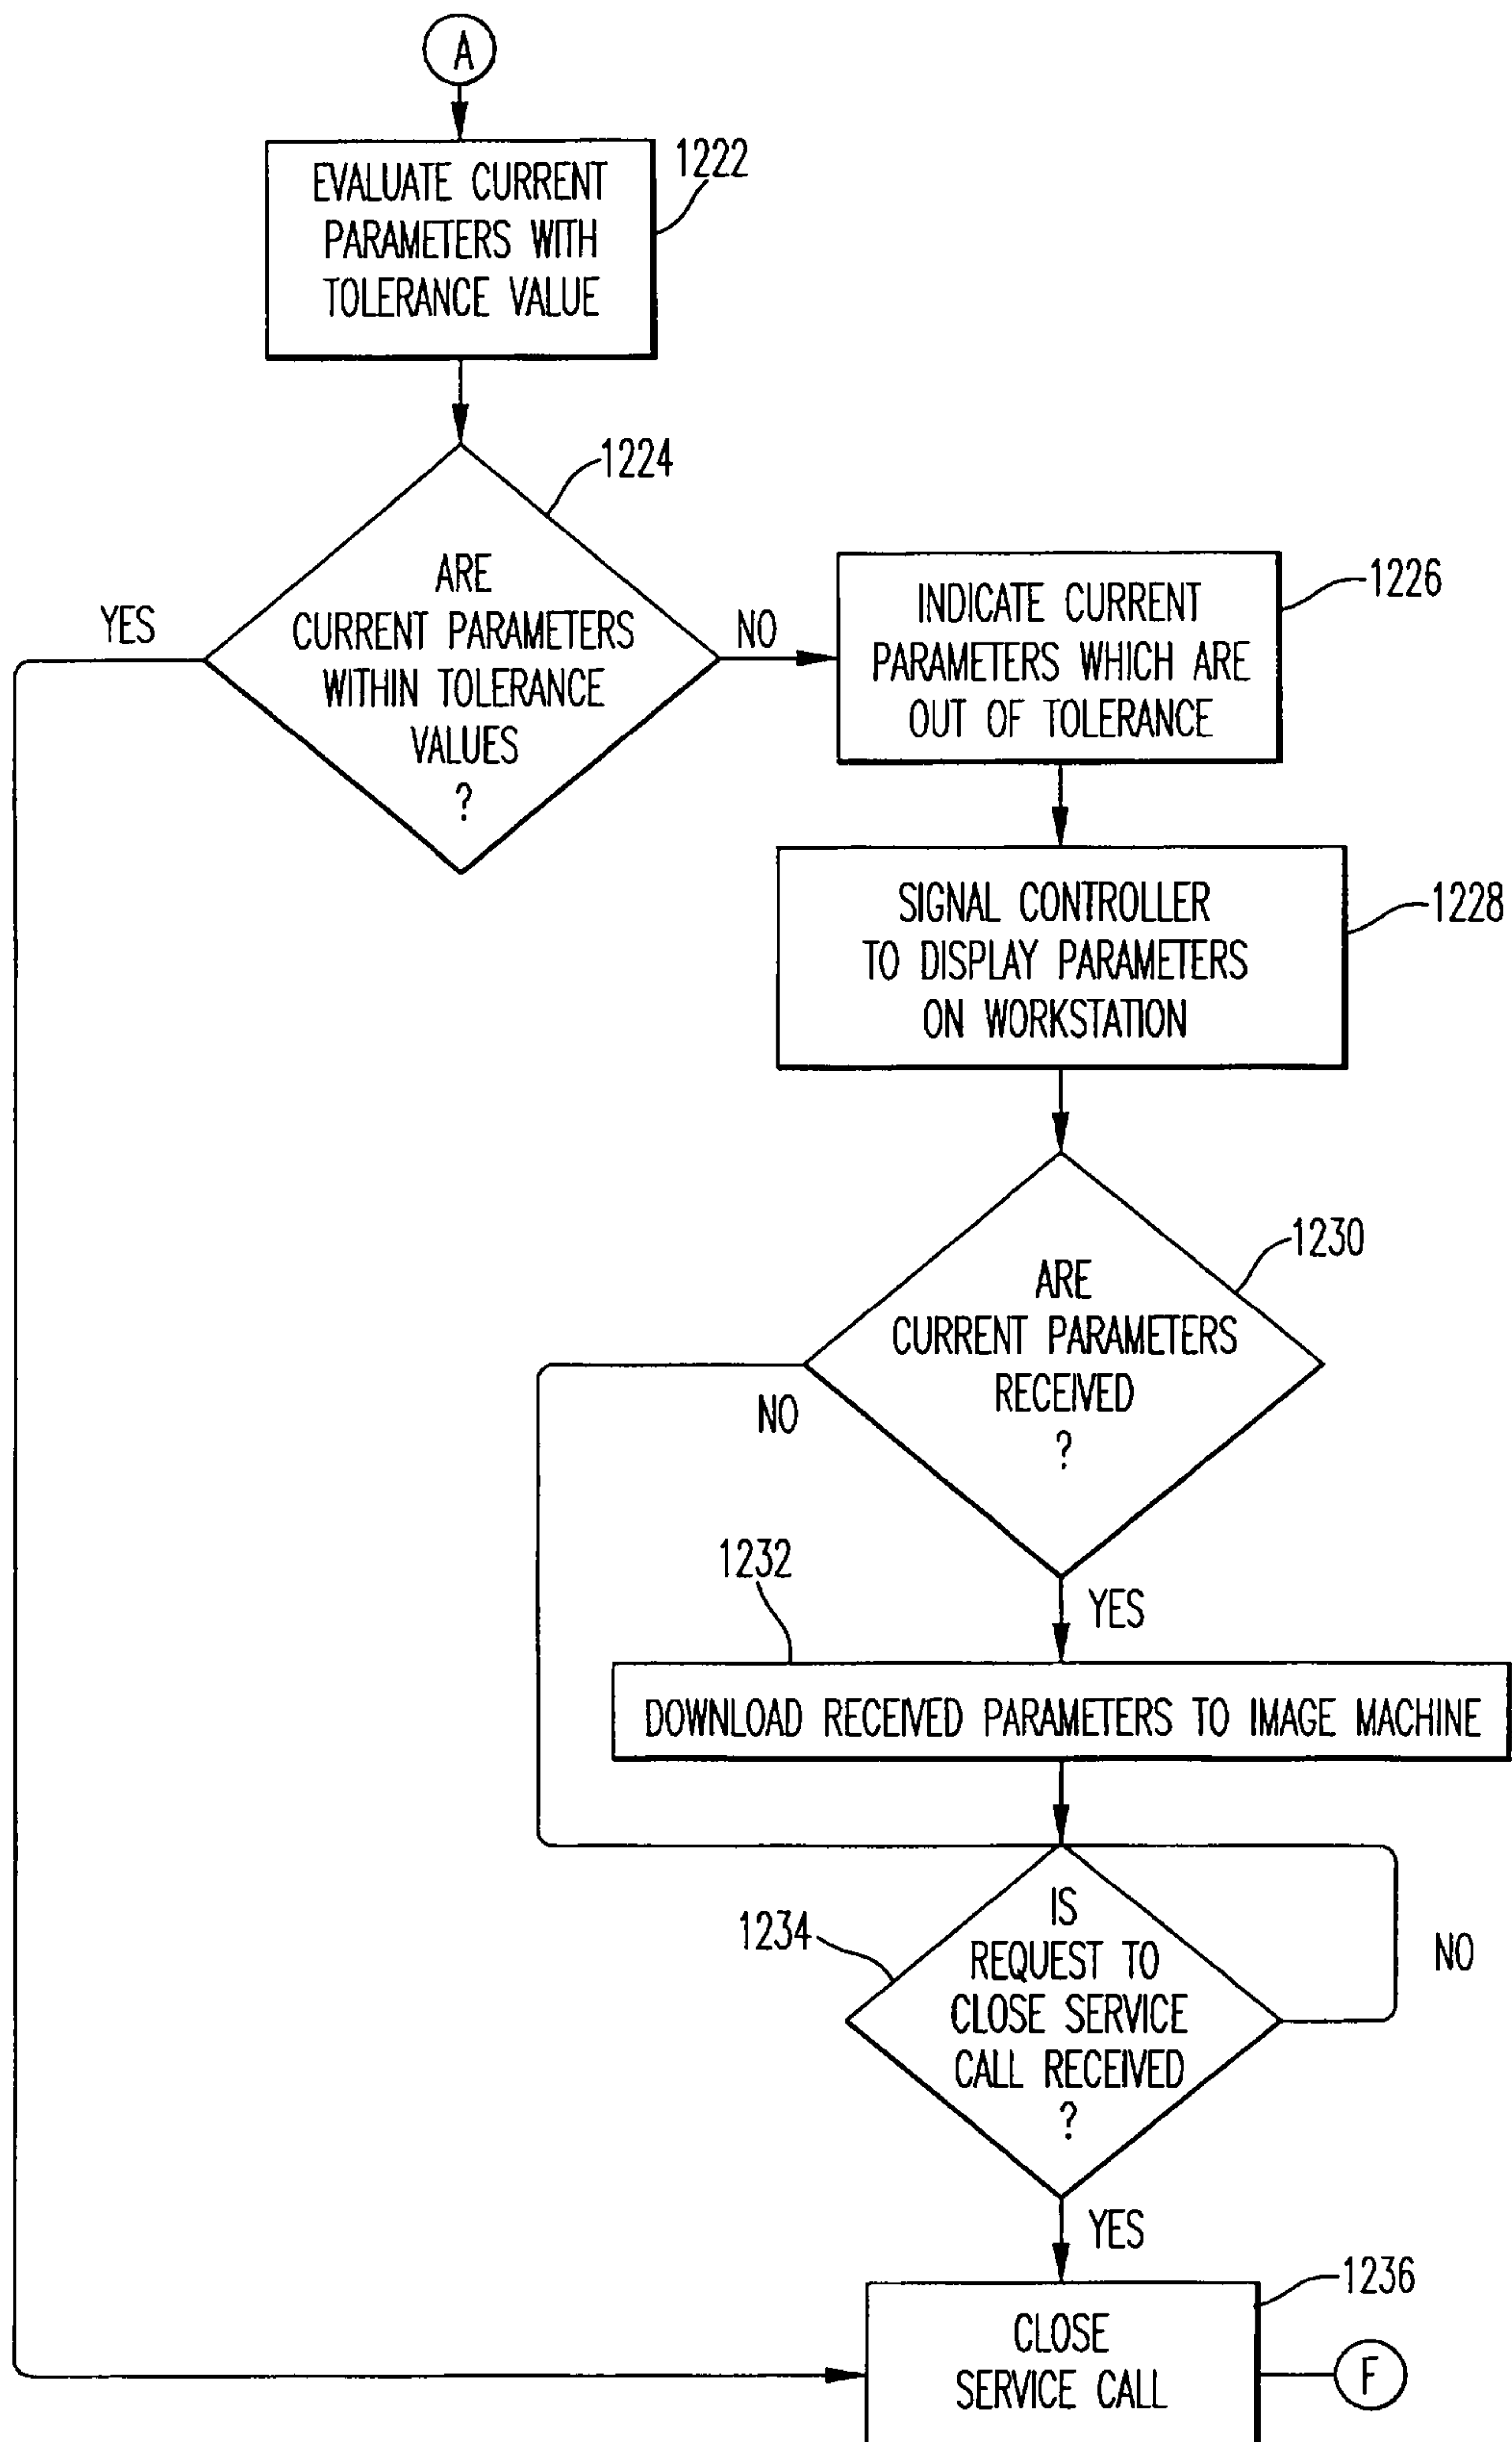 A
EVALUATE CURRENT
PARAMETERS WITH
TOLERANCE VALUE
1222
1224
ARE
CURRENT PARAMETERS
WITHIN TOLERANCE
VALUES
?
YES
NO
INDICATE CURRENT
PARAMETERS WHICH ARE
OUT OF TOLERANCE
1226
SIGNAL CONTROLLER
TO DISPLAY PARAMETERS
ON WORKSTATION
1228
1230
ARE
CURRENT PARAMETERS
RECEIVED
?
NO
YES
1232
DOWNLOAD RECEIVED PARAMETERS TO IMAGE MACHINE
1234
IS
REQUEST TO
CLOSE SERVICE
CALL RECEIVED
?
NO
YES
1236
CLOSE
SERVICE CALL
F